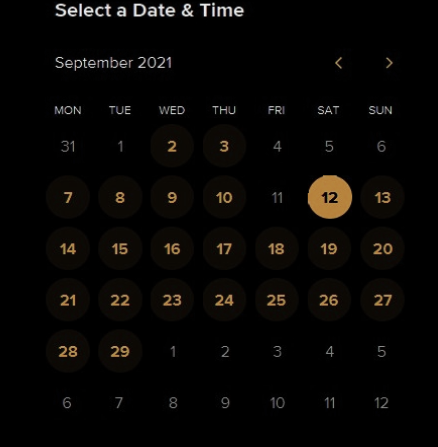 Select a Date & Time
September 2021
MON TUE WED THU FRI SAT SUN
31 1 2 3 4 5 6
7 8 9 10 11 12 13
14 15 16 17 18 19 20
21 22 23 24 25 26 27
28 29 1 2 3 4 5
6 7 8 9 10 11 12